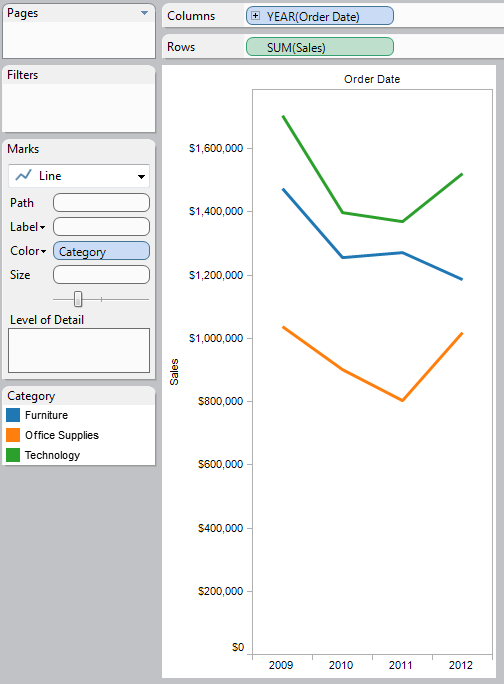 Pages
Columns
YEAR(Order Date)
Rows
SUM(Sales)
Filters
Marks
Line
Path
Label
Color
Category
Size
Level of Detail
Category
Furniture
Office Supplies
Technology
Order Date
$1,600,000
$1,400,000
$1,200,000
$1,000,000
$800,000
$600,000
$400,000
$200,000
$0
Sales
2009 2010 2011 2012